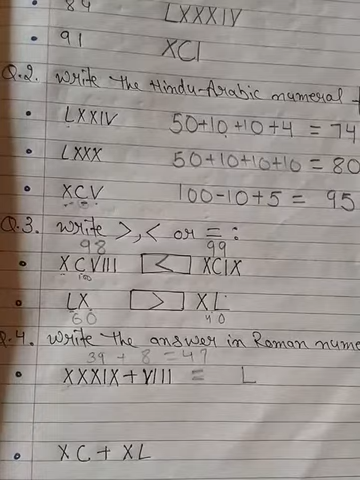 84 LXXXIV
91 XCI
Q.2. Write the Hindu-Arabic numeral
LXXIV 50+10+10+4 = 74
LXXX 50+10+10+10 = 80
XCV 100-10+5 = 95
Q.3. Write >, < or = :
98 99
XCVIII < XCIX
100
LX > XL
60 40
Q.4. Write the answer in Roman nume
39 + 8 = 47
XXXIX + VIII = L
XC + XL